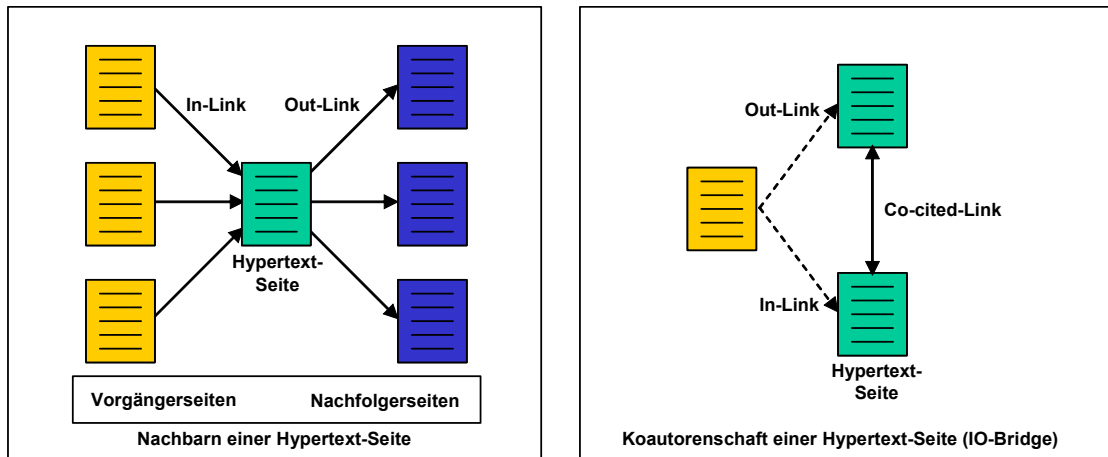 In-Link
Out-Link
Hypertext-
Seite
Vorgängerseiten
Nachfolgerseiten
Nachbarn einer Hypertext-Seite
Out-Link
Co-cited-Link
In-Link
Hypertext-
Seite
Koautorenschaft einer Hypertext-Seite (IO-Bridge)